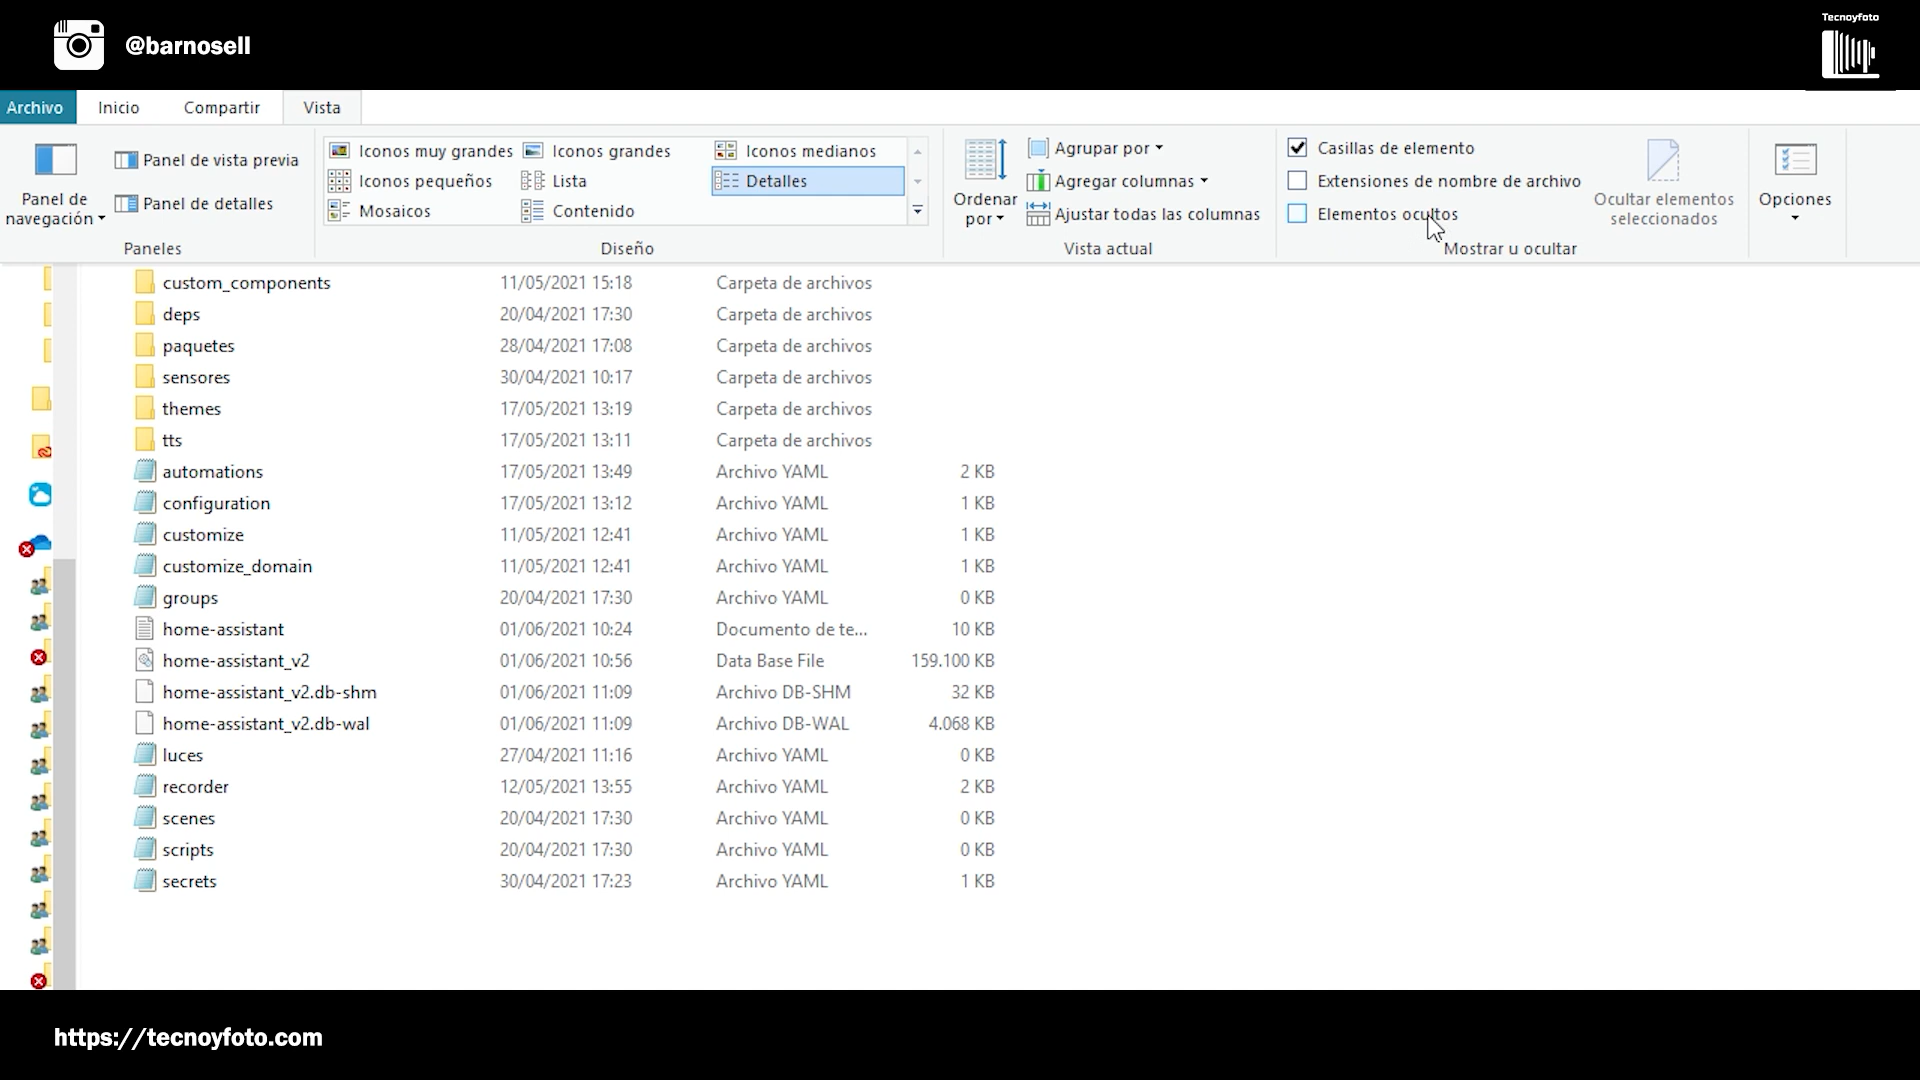 @barnosell
Tecnoyfoto
Archivo Inicio Compartir Vista
Panel de navegación
Panel de vista previa
Panel de detalles
Paneles
Iconos muy grandes Iconos grandes Iconos medianos
Iconos pequeños Lista Detalles
Mosaicos Contenido
Diseño
Ordenar por
Agrupar por
Agregar columnas
Ajustar todas las columnas
Vista actual
Casillas de elemento
Extensiones de nombre de archivo
Elementos ocultos
Ocultar elementos seleccionados
Mostrar u ocultar
Opciones
custom_components 11/05/2021 15:18 Carpeta de archivos
deps 20/04/2021 17:30 Carpeta de archivos
paquetes 28/04/2021 17:08 Carpeta de archivos
sensores 30/04/2021 10:17 Carpeta de archivos
themes 17/05/2021 13:19 Carpeta de archivos
tts 17/05/2021 13:11 Carpeta de archivos
automations 17/05/2021 13:49 Archivo YAML 2 KB
configuration 17/05/2021 13:12 Archivo YAML 1 KB
customize 11/05/2021 12:41 Archivo YAML 1 KB
customize_domain 11/05/2021 12:41 Archivo YAML 1 KB
groups 20/04/2021 17:30 Archivo YAML 0 KB
home-assistant 01/06/2021 10:24 Documento de te... 10 KB
home-assistant_v2 01/06/2021 10:56 Data Base File 159.100 KB
home-assistant_v2.db-shm 01/06/2021 11:09 Archivo DB-SHM 32 KB
home-assistant_v2.db-wal 01/06/2021 11:09 Archivo DB-WAL 4.068 KB
luces 27/04/2021 11:16 Archivo YAML 0 KB
recorder 12/05/2021 13:55 Archivo YAML 2 KB
scenes 20/04/2021 17:30 Archivo YAML 0 KB
scripts 20/04/2021 17:30 Archivo YAML 0 KB
secrets 30/04/2021 17:23 Archivo YAML 1 KB
https://tecnoyfoto.com